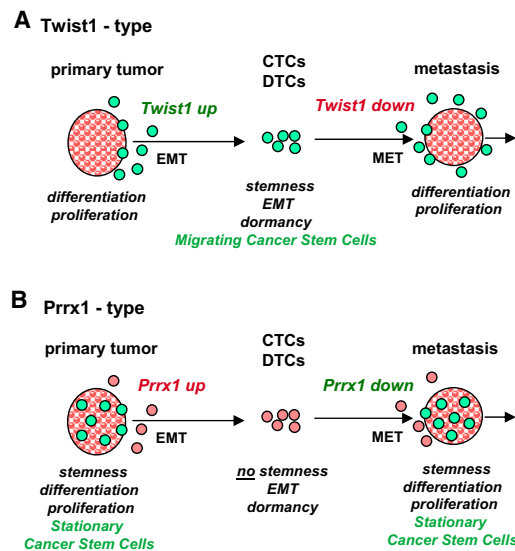 A Twist1 - type
primary tumor
CTCs
DTCs
metastasis
Twist1 up
Twist1 down
EMT
MET
differentiation
proliferation
stemness
EMT
dormancy
Migrating Cancer Stem Cells
differentiation
proliferation
B Prrx1 - type
primary tumor
CTCs
DTCs
metastasis
Prrx1 up
Prrx1 down
EMT
MET
stemness
differentiation
proliferation
Stationary
Cancer Stem Cells
no stemness
EMT
dormancy
stemness
differentiation
proliferation
Stationary
Cancer Stem Cells